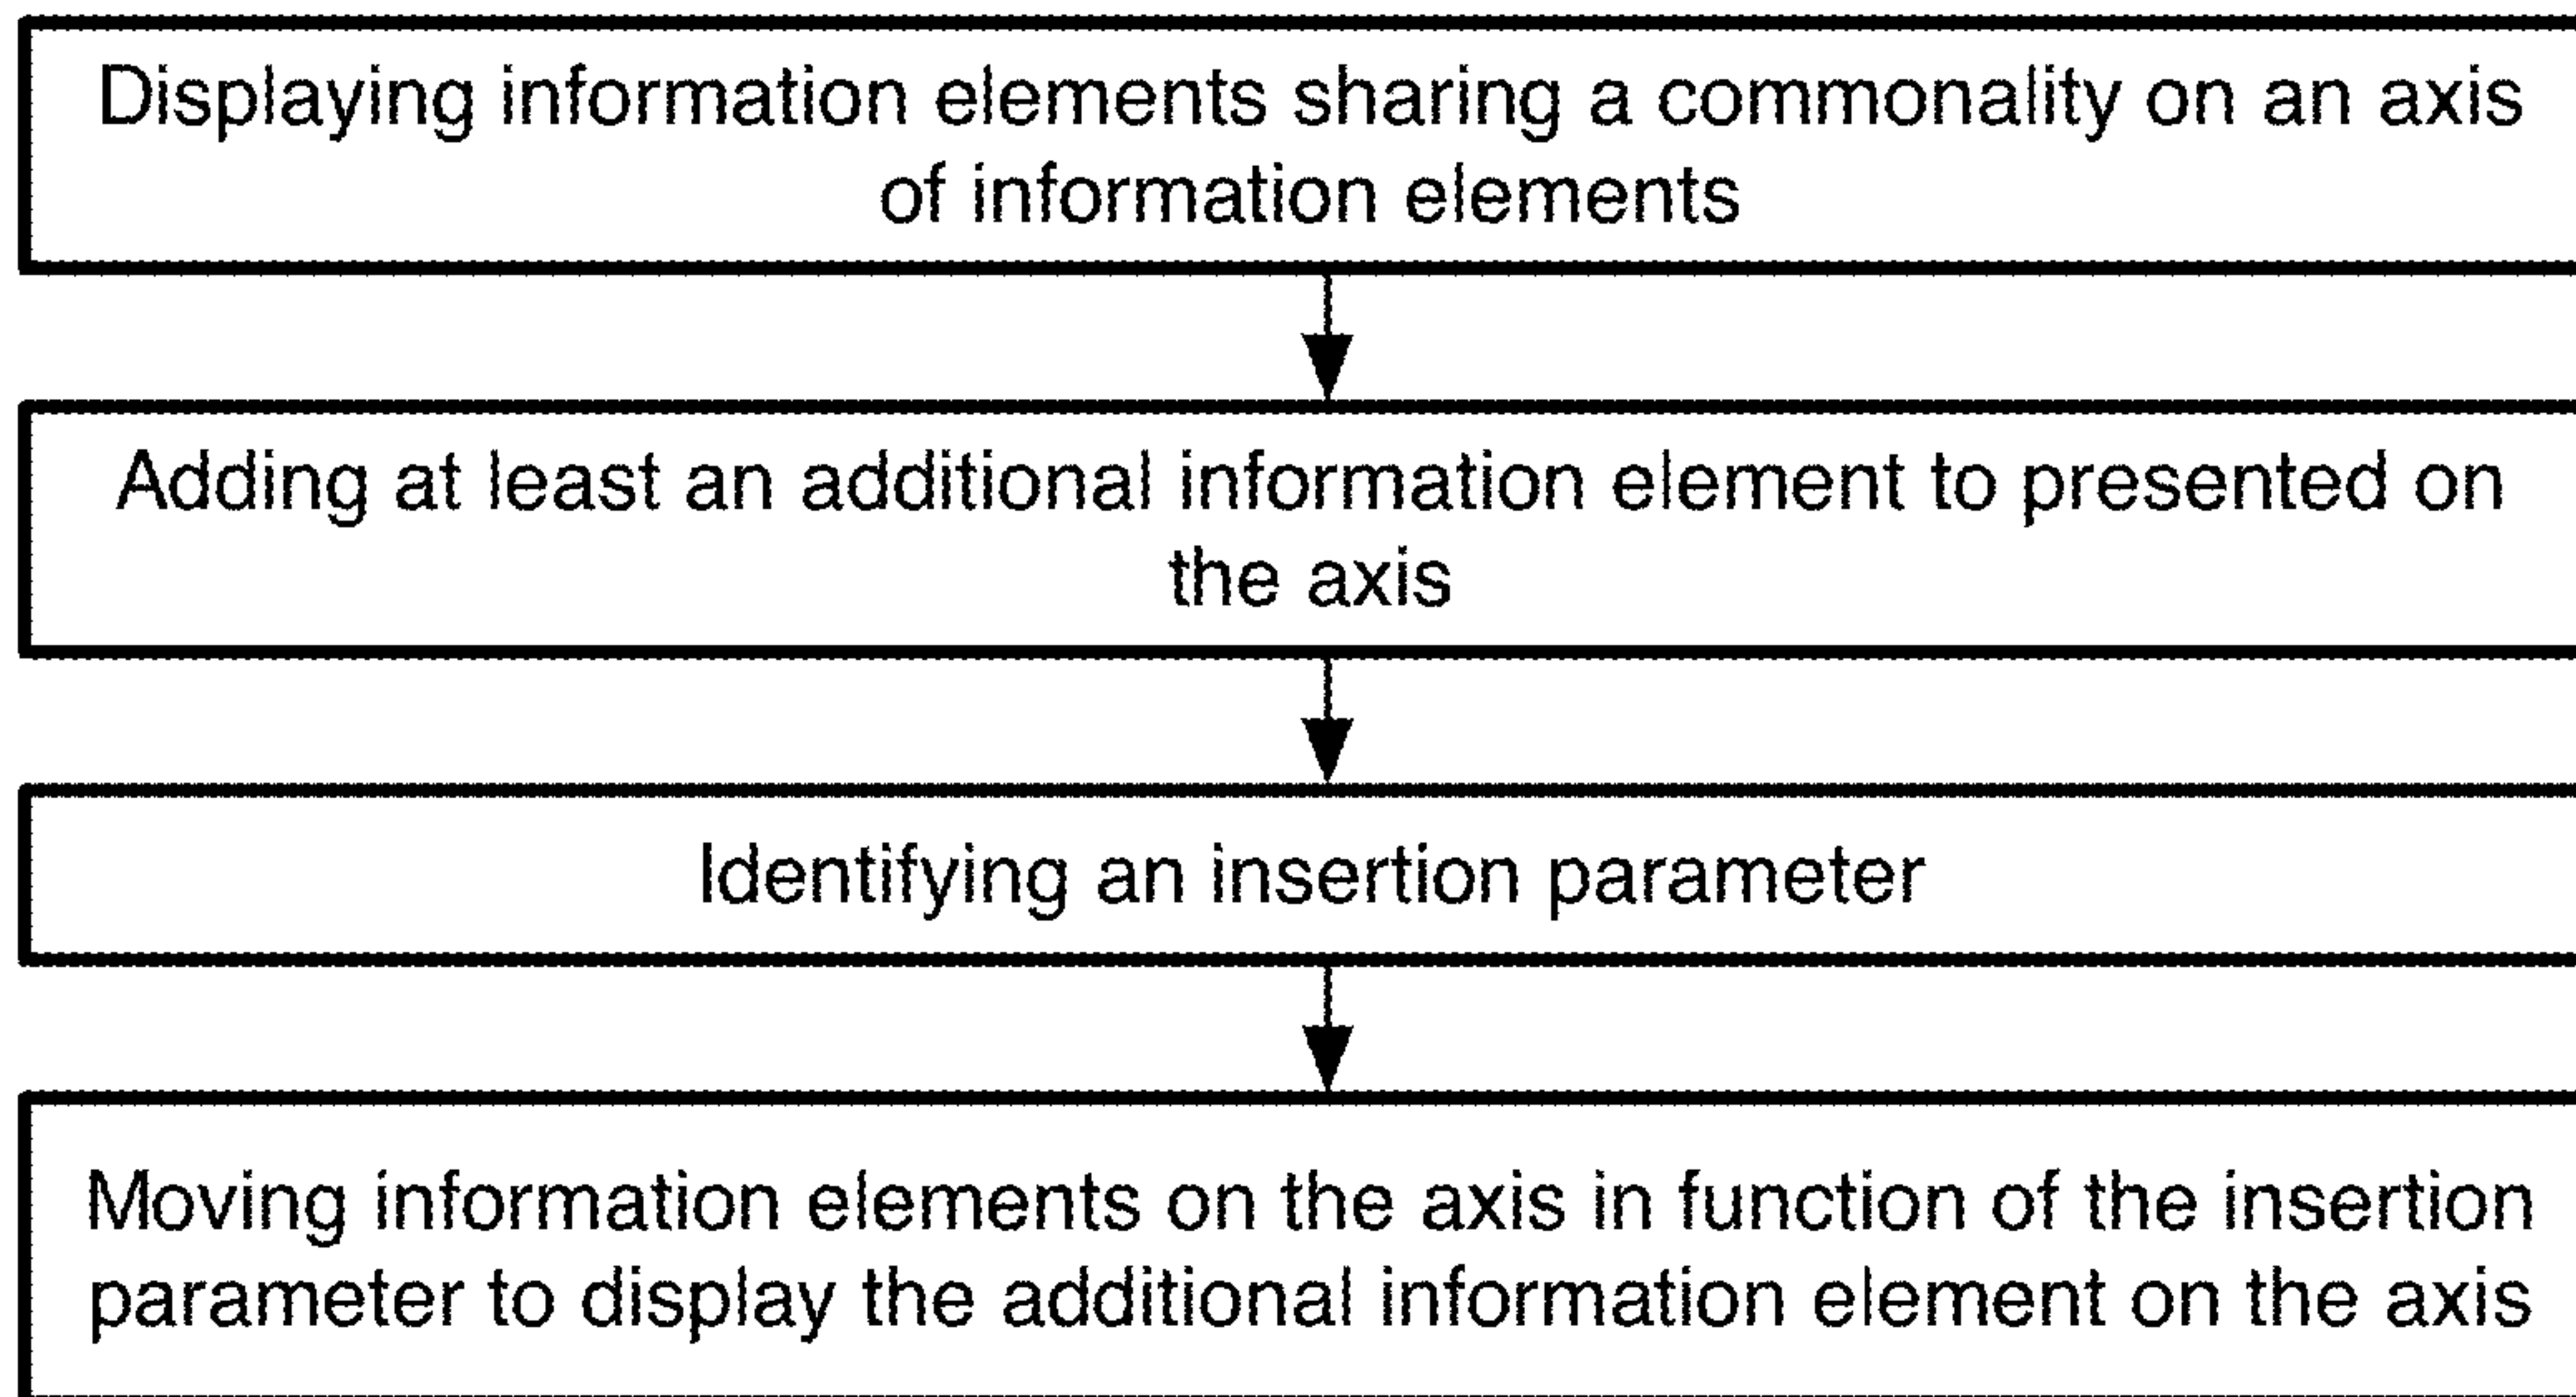 Displaying information elements sharing a commonality on an axis
of information elements
Adding at least an additional information element to presented on
the axis
Identifying an insertion parameter
Moving information elements on the axis in function of the insertion
parameter to display the additional information element on the axis